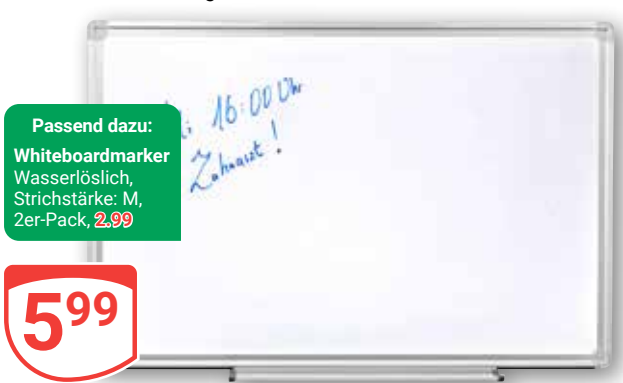 16:00 Uhr
Zahnarzt!
Passend dazu:
Whiteboardmarker
Wasserlöslich,
Strichstärke: M,
2er-Pack, 2.99
5 99